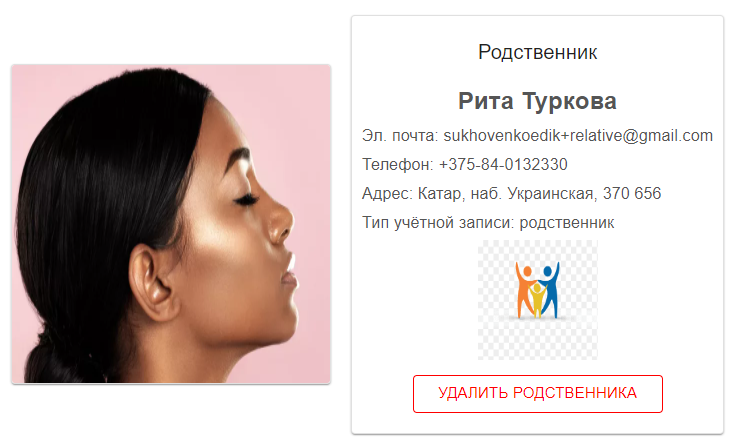 Родственник
Рита Туркова
Эл. почта: sukhovenkoedik+relative@gmail.com
Телефон: +375-84-0132330
Адрес: Катар, наб. Украинская, 370 656
Тип учётной записи: родственник
УДАЛИТЬ РОДСТВЕННИКА